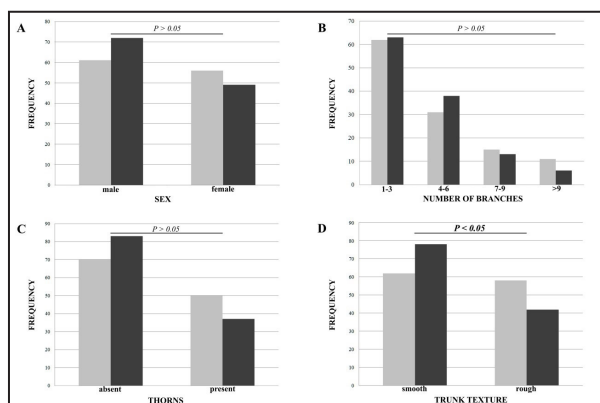 A
P > 0.05
FREQUENCY
80
70
60
50
40
30
20
10
0
male female
SEX
B
P > 0.05
FREQUENCY
70
60
50
40
30
20
10
0
1-3 4-6 7-9 >9
NUMBER OF BRANCHES
C
P > 0.05
FREQUENCY
90
80
70
60
50
40
30
20
10
0
absent present
THORNS
D
P < 0.05
FREQUENCY
90
80
70
60
50
40
30
20
10
0
smooth rough
TRUNK TEXTURE